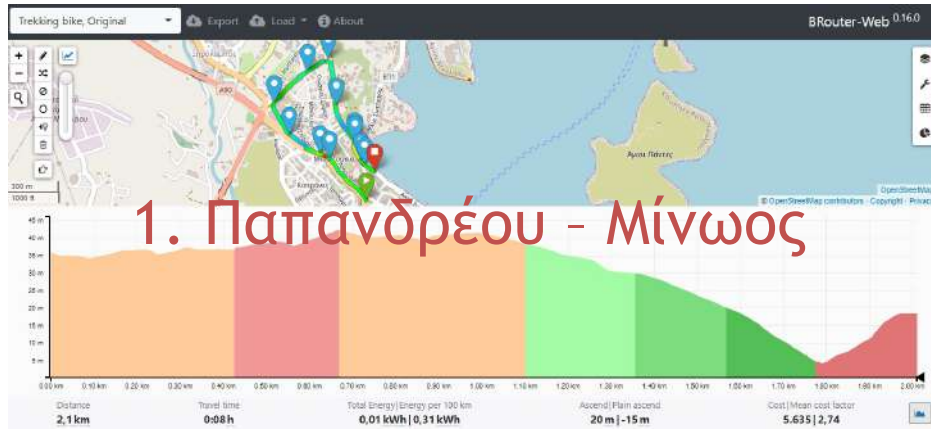 Trekking bike, Original
Export
Load
About
BRouter-Web 0.16.0
A90
Άγιοι Πάντες
300 m
1000 ft
OpenStreetMap
© OpenStreetMap contributors · Copyright · Privacy
1. Παπανδρέου – Μίνωος
45 m
40 m
35 m
30 m
25 m
20 m
15 m
10 m
5 m
0.00 km 0.10 km 0.20 km 0.30 km 0.40 km 0.50 km 0.60 km 0.70 km 0.80 km 0.90 km 1.00 km 1.10 km 1.20 km 1.30 km 1.40 km 1.50 km 1.60 km 1.70 km 1.80 km 1.90 km 2.00 km
Distance Travel time Total Energy|Energy per 100 km Ascend|Plain ascend Cost|Mean cost factor
2,1 km 0:08 h 0,01 kWh|0,31 kWh 20 m|-15 m 5.635|2,74